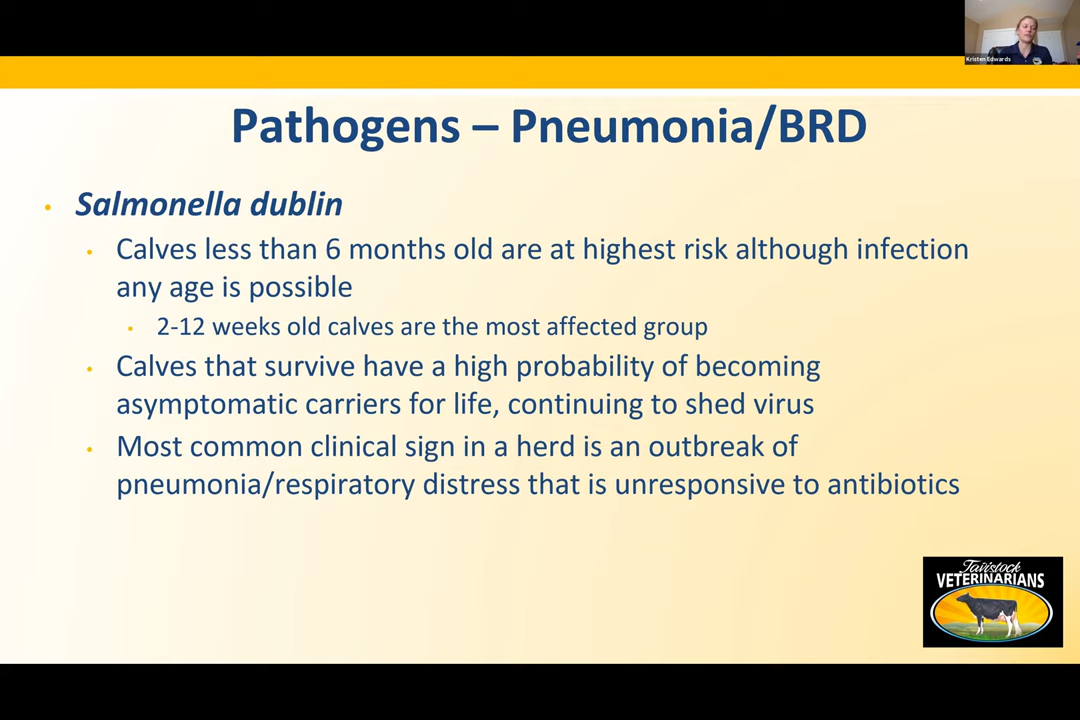 Kristen Edwards
Pathogens – Pneumonia/BRD
• Salmonella dublin
• Calves less than 6 months old are at highest risk although infection
any age is possible
• 2-12 weeks old calves are the most affected group
• Calves that survive have a high probability of becoming
asymptomatic carriers for life, continuing to shed virus
• Most common clinical sign in a herd is an outbreak of
pneumonia/respiratory distress that is unresponsive to antibiotics
Tavistock
VETERINARIANS